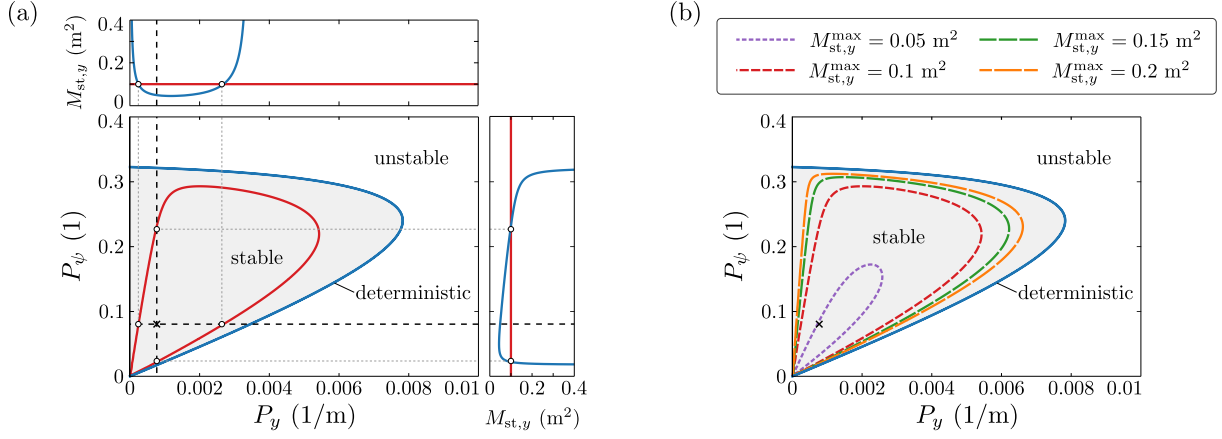 (a)
M_st,y (m²)
0.4
0.2
0
0.4
0.3
0.2
0.1
0
P_ψ (1)
unstable
stable
deterministic
0 0.002 0.004 0.006 0.008 0.01
P_y (1/m)
0.2 0.4
M_st,y (m²)
(b)
M_st,y^max = 0.05 m² M_st,y^max = 0.15 m²
M_st,y^max = 0.1 m² M_st,y^max = 0.2 m²
0.4
0.3
0.2
0.1
0
P_ψ (1)
unstable
stable
deterministic
0 0.002 0.004 0.006 0.008 0.01
P_y (1/m)